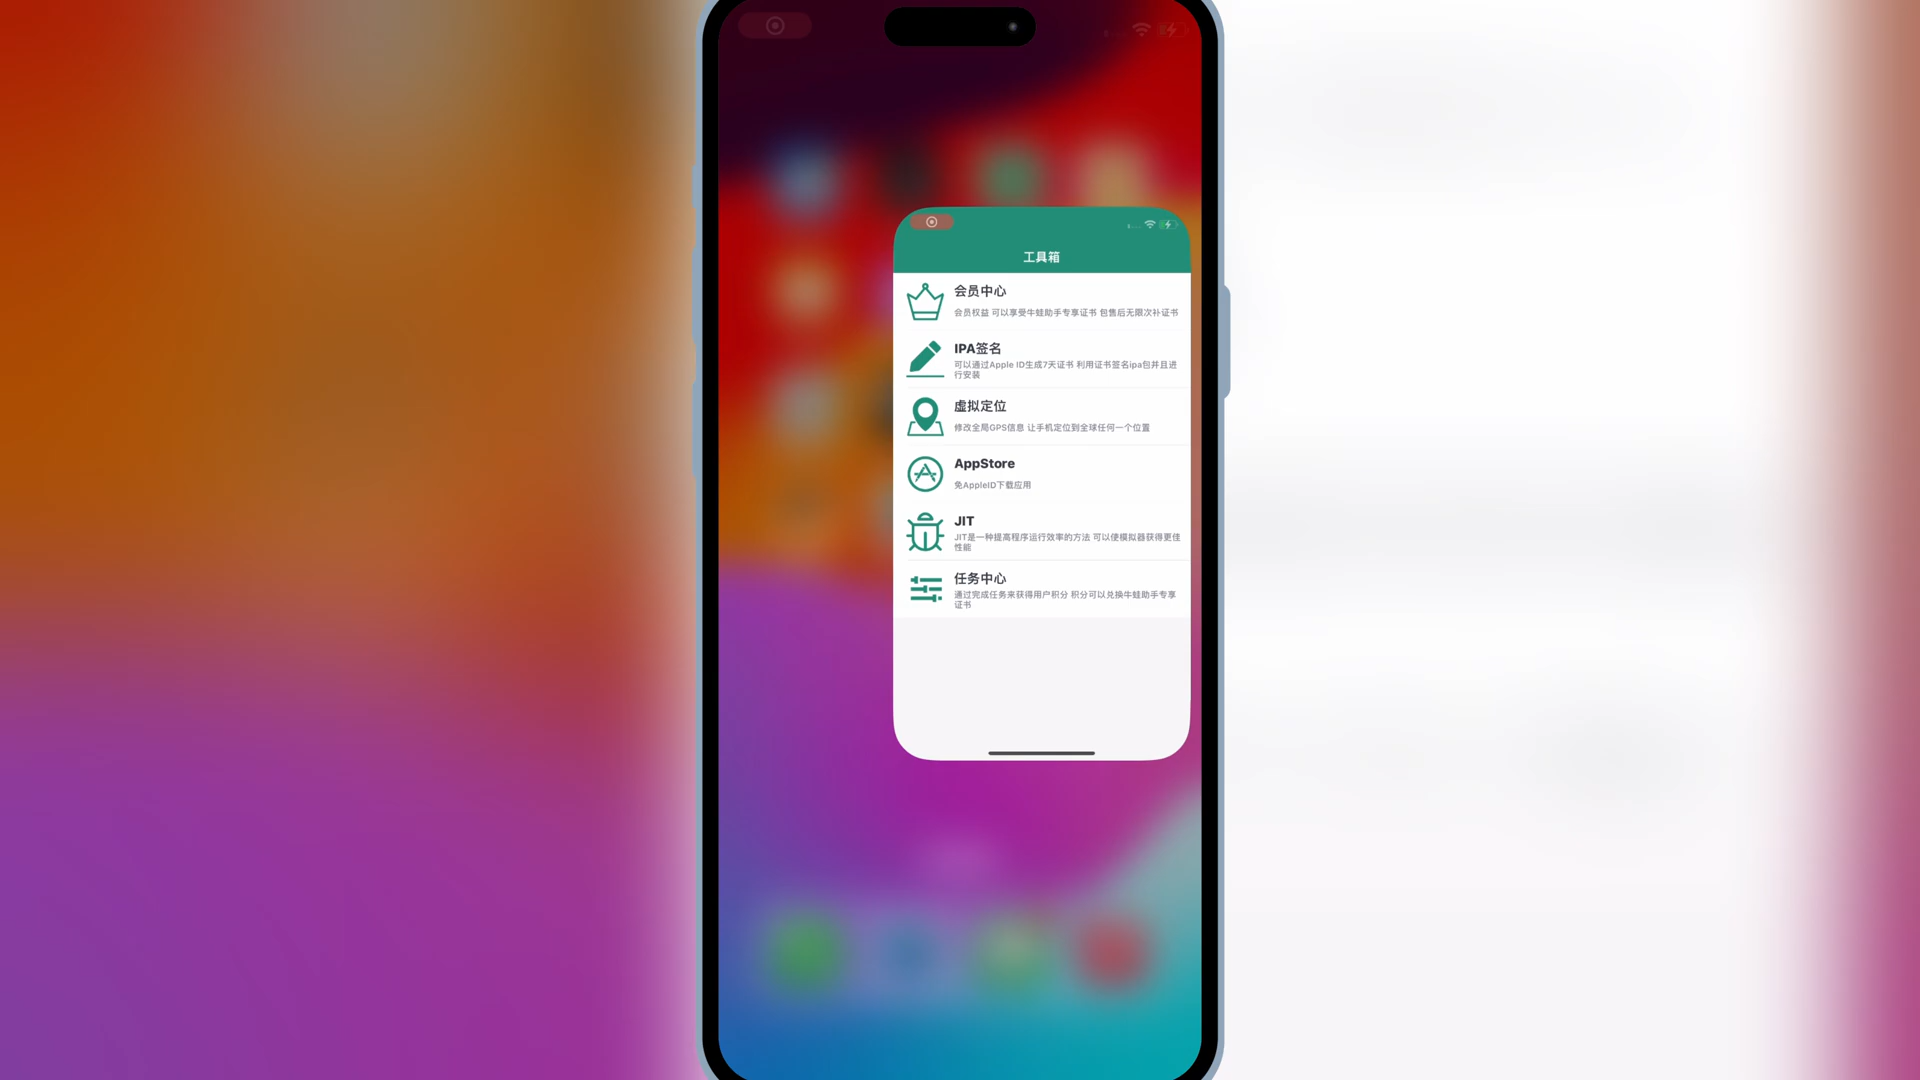 工具箱
会员中心
会员权益 可以享受牛蛙助手专享证书 包售后无限次补证书
IPA签名
可以通过Apple ID生成7天证书 利用证书签名ipa包并且进
行安装
虚拟定位
修改全局GPS信息 让手机定位到全球任何一个位置
AppStore
免AppleID下载应用
JIT
JIT是一种提高程序运行效率的方法 可以使模拟器获得更佳
性能
任务中心
通过完成任务来获得用户积分 积分可以兑换牛蛙助手专享
证书